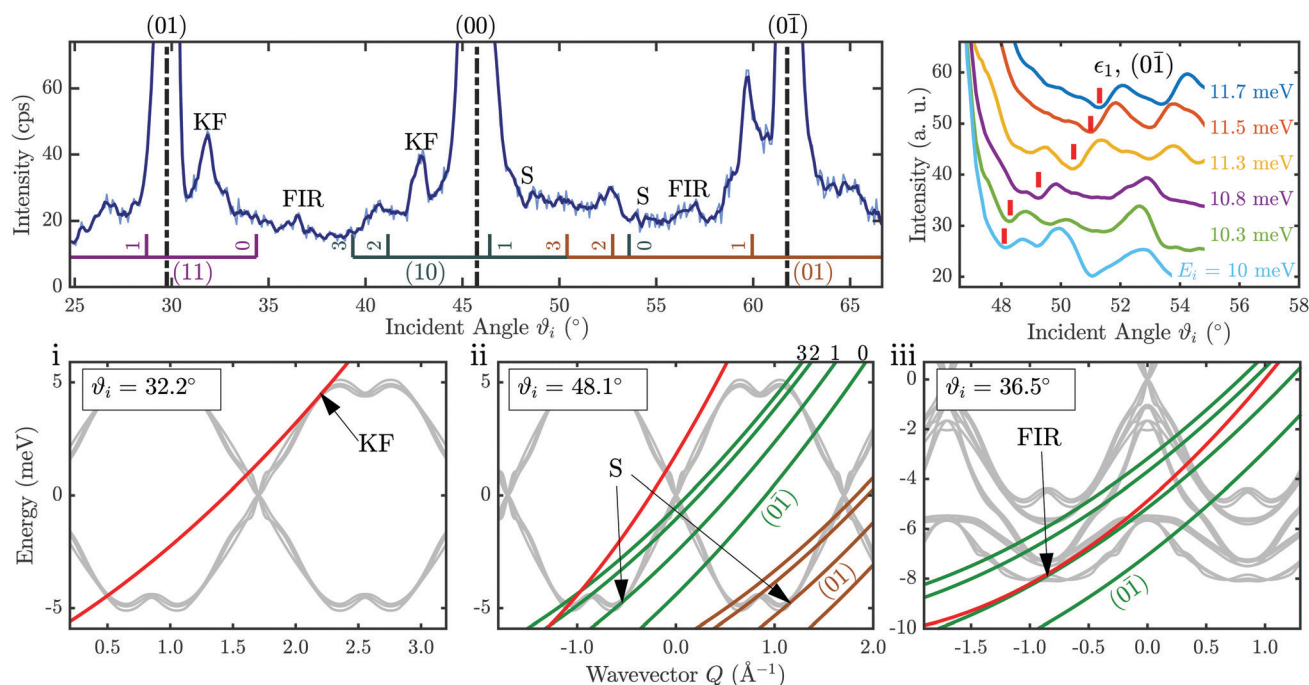 (01) (00) (01̄)
Intensity (cps)
60
40
20
0
KF
FIR
KF
S
S
FIR
1 0 3 2 1 3 2 0 1
(11) (10) (01)
25 30 35 40 45 50 55 60 65
Incident Angle ϑi (°)
Intensity (a. u.)
60
50
40
30
20
ϵ1, (01̄)
11.7 meV
11.5 meV
11.3 meV
10.8 meV
10.3 meV
Ei = 10 meV
48 50 52 54 56 58
Incident Angle ϑi (°)
i
ϑi = 32.2°
KF
Energy (meV)
5
0
-5
0.5 1.0 1.5 2.0 2.5 3.0
ii
3 2 1 0
ϑi = 48.1°
S
(01̄)
(01)
5
0
-5
-1.0 0.0 1.0 2.0
Wavevector Q (Å−1)
iii
ϑi = 36.5°
FIR
(01̄)
0
-2
-4
-6
-8
-10
-1.5 -1.0 -0.5 0.0 0.5 1.0